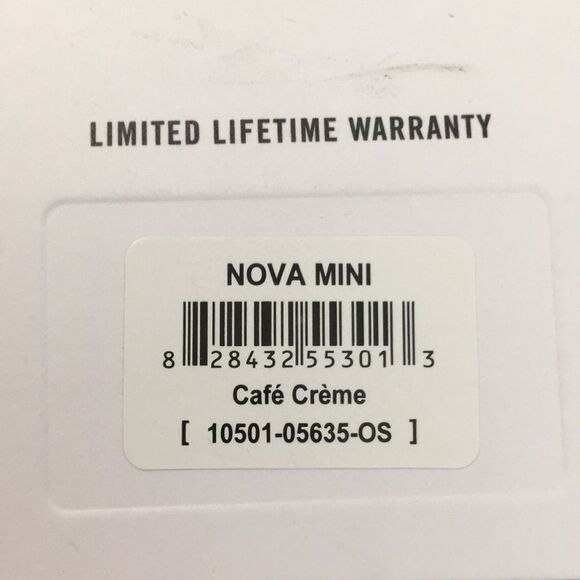 LIMITED LIFETIME WARRANTY
NOVA MINI
8 28432 55301 3
Café Crème
[ 10501-05635-OS ]